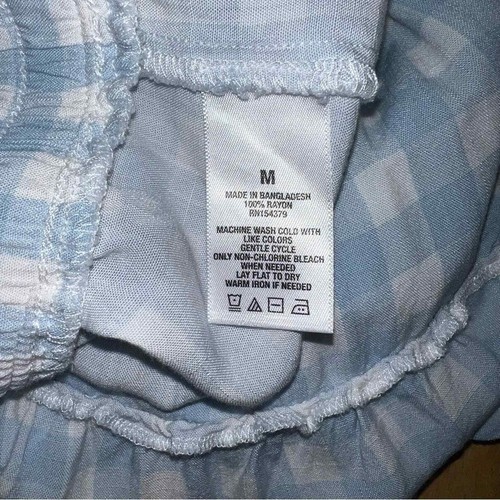 M
MADE IN BANGLADESH
100% RAYON
RN154379
MACHINE WASH COLD WITH
LIKE COLORS
GENTLE CYCLE
ONLY NON-CHLORINE BLEACH
WHEN NEEDED
LAY FLAT TO DRY
WARM IRON IF NEEDED